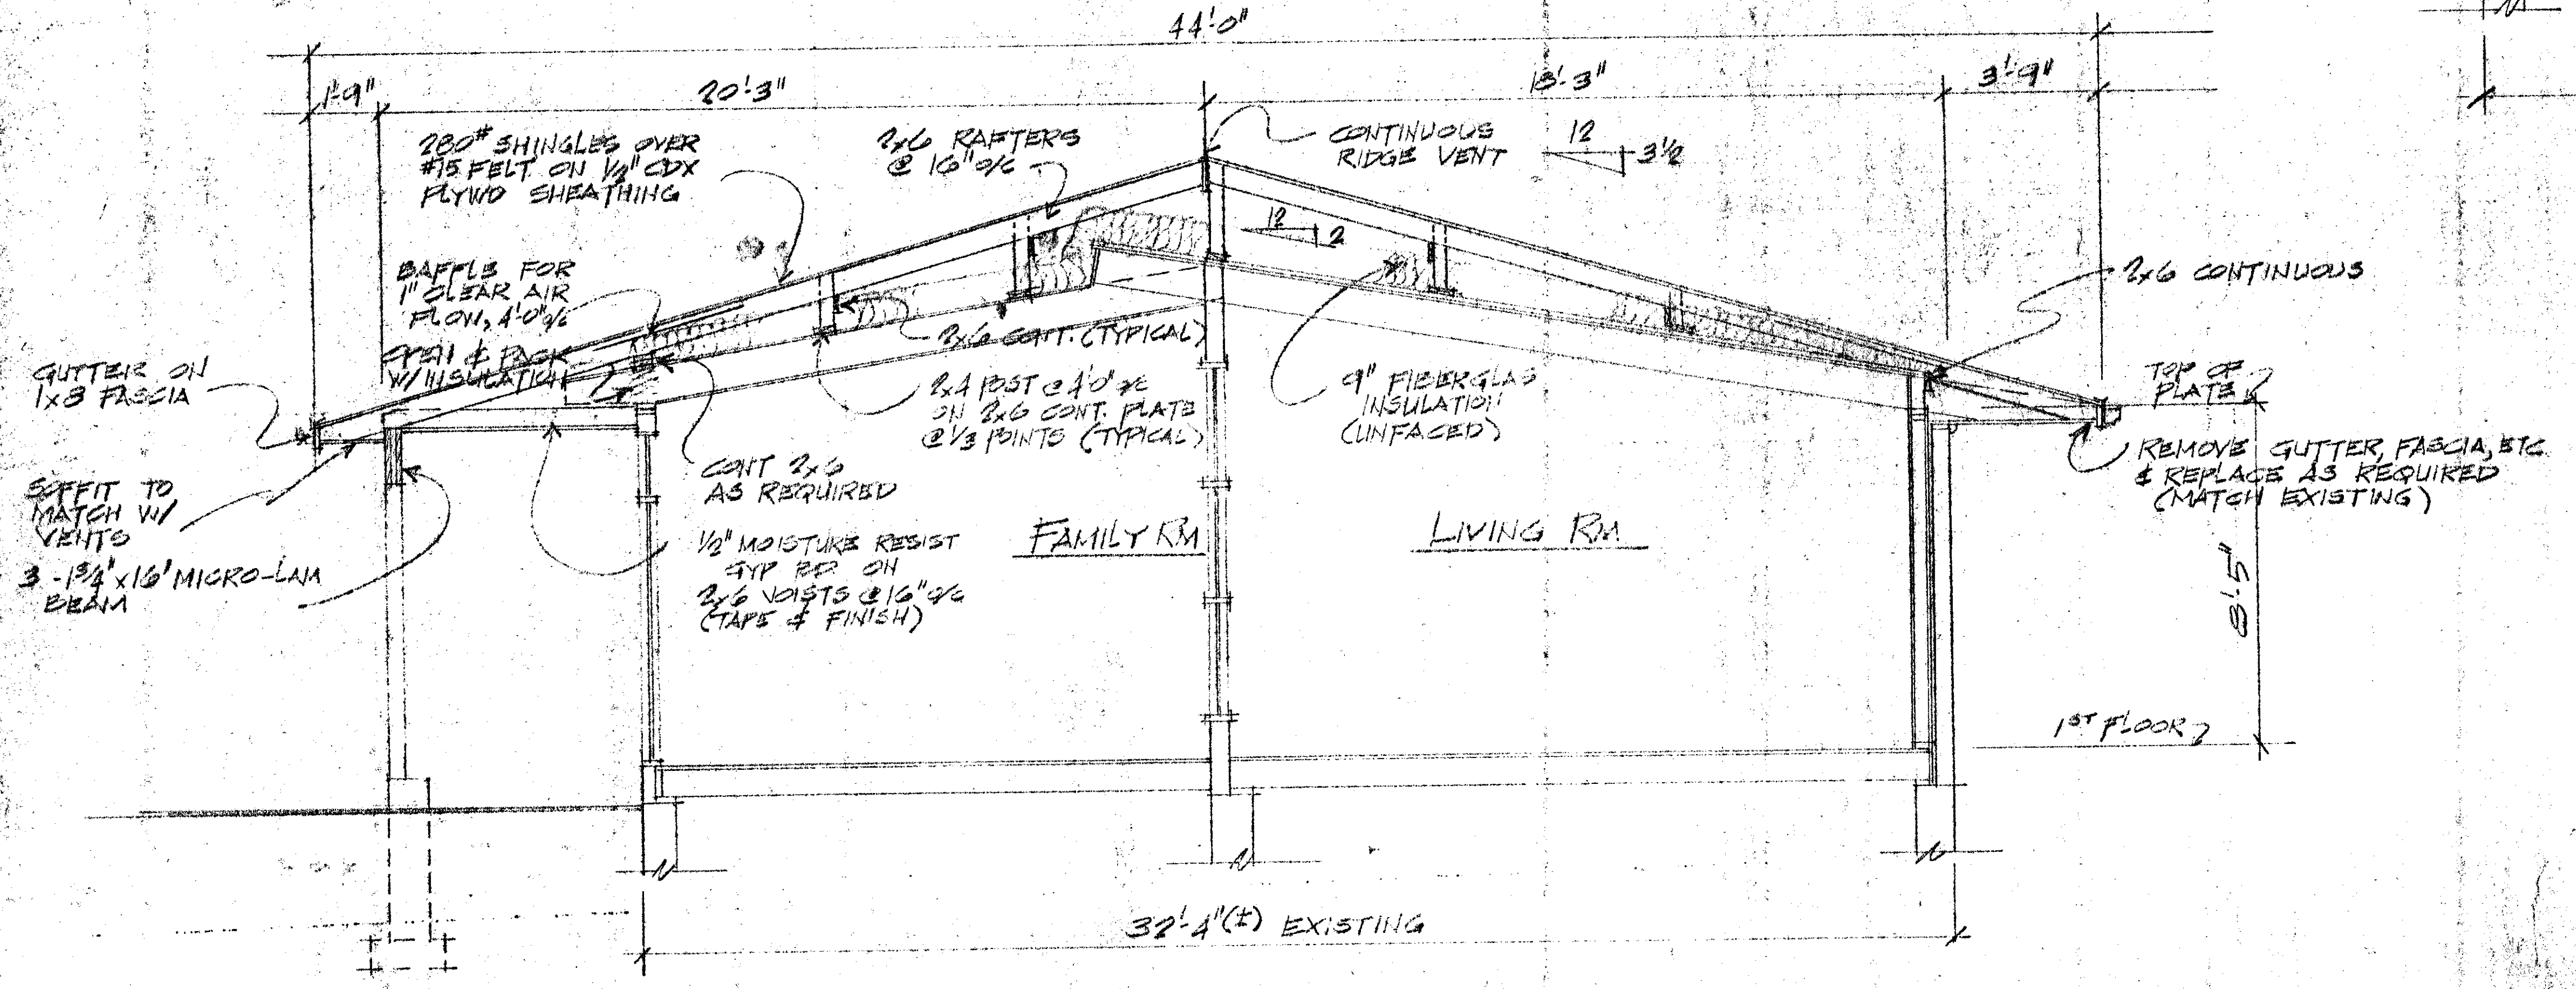 44'-0"
1'-9"
20'-3"
18'-3"
3'-9"
280# SHINGLES OVER
#15 FELT ON 1/2" CDX
PLYWD SHEATHING
2x6 RAFTERS
@ 16" o/c
CONTINUOUS
RIDGE VENT
12
3 1/2
12
2
BAFFLE FOR
1" CLEAR AIR
FLOW, 4'-0" o/c
OPEN & PACK
W/ INSULATION
2x6 CONT. (TYPICAL)
2x6 CONTINUOUS
GUTTER ON
1x8 FASCIA
2x4 POST @ 4'-0" o/c
ON 2x6 CONT. PLATE
@ 1/3 POINTS (TYPICAL)
9" FIBERGLAS
INSULATION
(UNFACED)
TOP OF
PLATE
REMOVE GUTTER, FASCIA, ETC
& REPLACE AS REQUIRED
(MATCH EXISTING)
SOFFIT TO
MATCH W/
VENTS
CONT 2x6
AS REQUIRED
3 - 1 3/4" x 16' MICRO-LAM
BEAM
1/2" MOISTURE RESIST
GYP BD. ON
2x6 JOISTS @ 16" o/c
(TAPE & FINISH)
FAMILY RM
LIVING RM
8'-5"
1ST FLOOR
32'-4" (±) EXISTING